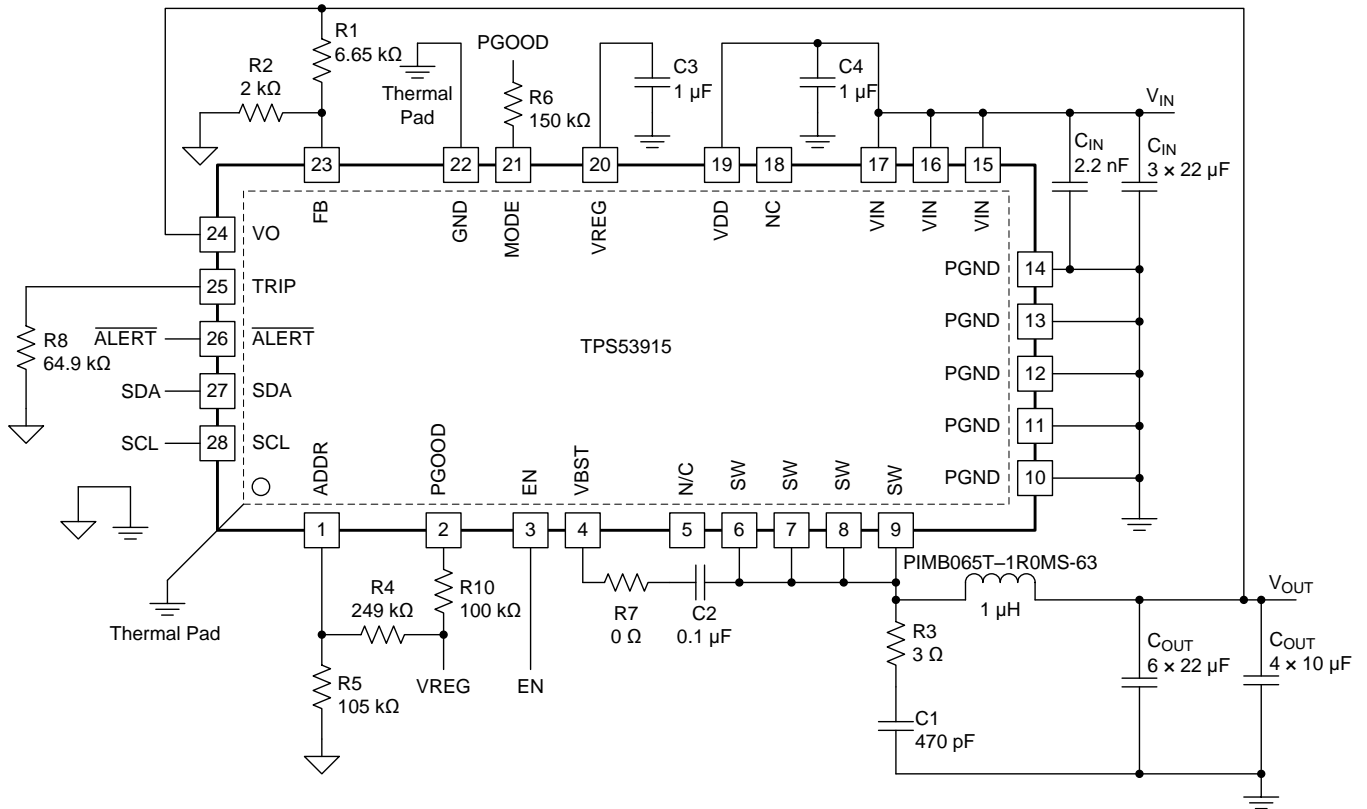 R1
6.65 kΩ
R2
2 kΩ
Thermal
Pad
PGOOD
R6
150 kΩ
C3
1 µF
C4
1 µF
V_IN
C_IN
2.2 nF
C_IN
3 × 22 µF
23
22
21
20
19
18
17
16
15
FB
GND
MODE
VREG
VDD
NC
VIN
VIN
VIN
24
VO
25
TRIP
R8
64.9 kΩ
ALERT
26
ALERT
SDA
27
SDA
SCL
28
SCL
TPS53915
PGND
14
PGND
13
PGND
12
PGND
11
PGND
10
ADDR
PGOOD
EN
VBST
N/C
SW
SW
SW
SW
1
2
3
4
5
6
7
8
9
Thermal Pad
R4
249 kΩ
R10
100 kΩ
R5
105 kΩ
VREG
EN
R7
0 Ω
C2
0.1 µF
PIMB065T–1R0MS-63
1 µH
R3
3 Ω
C1
470 pF
V_OUT
C_OUT
6 × 22 µF
C_OUT
4 × 10 µF